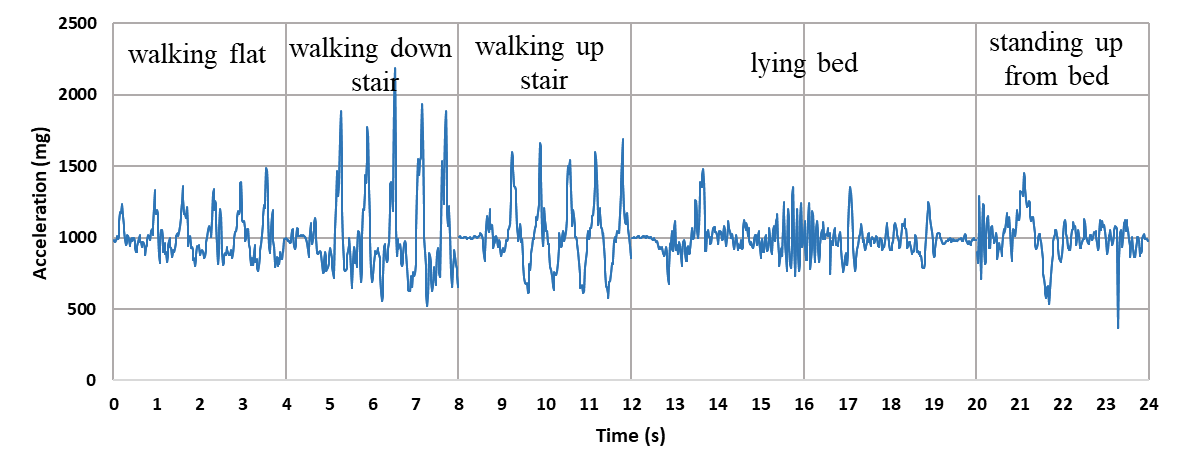 2500
2000
1500
1000
500
0
Acceleration (mg)
walking flat
walking down
stair
walking up
stair
lying bed
standing up
from bed
0 1 2 3 4 5 6 7 8 9 10 11 12 13 14 15 16 17 18 19 20 21 22 23 24
Time (s)